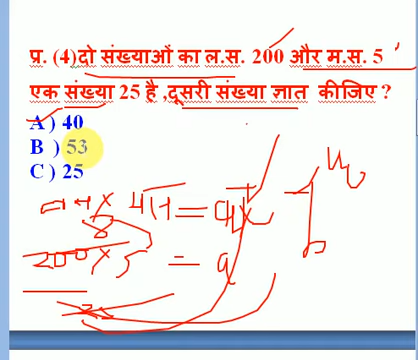 प्र. (4)दो संख्याओं का ल.स. 200 और म.स. 5
एक संख्या 25 है ,दूसरी संख्या ज्ञात कीजिए ?
A ) 40
B ) 53
C ) 25
200 × 5 =